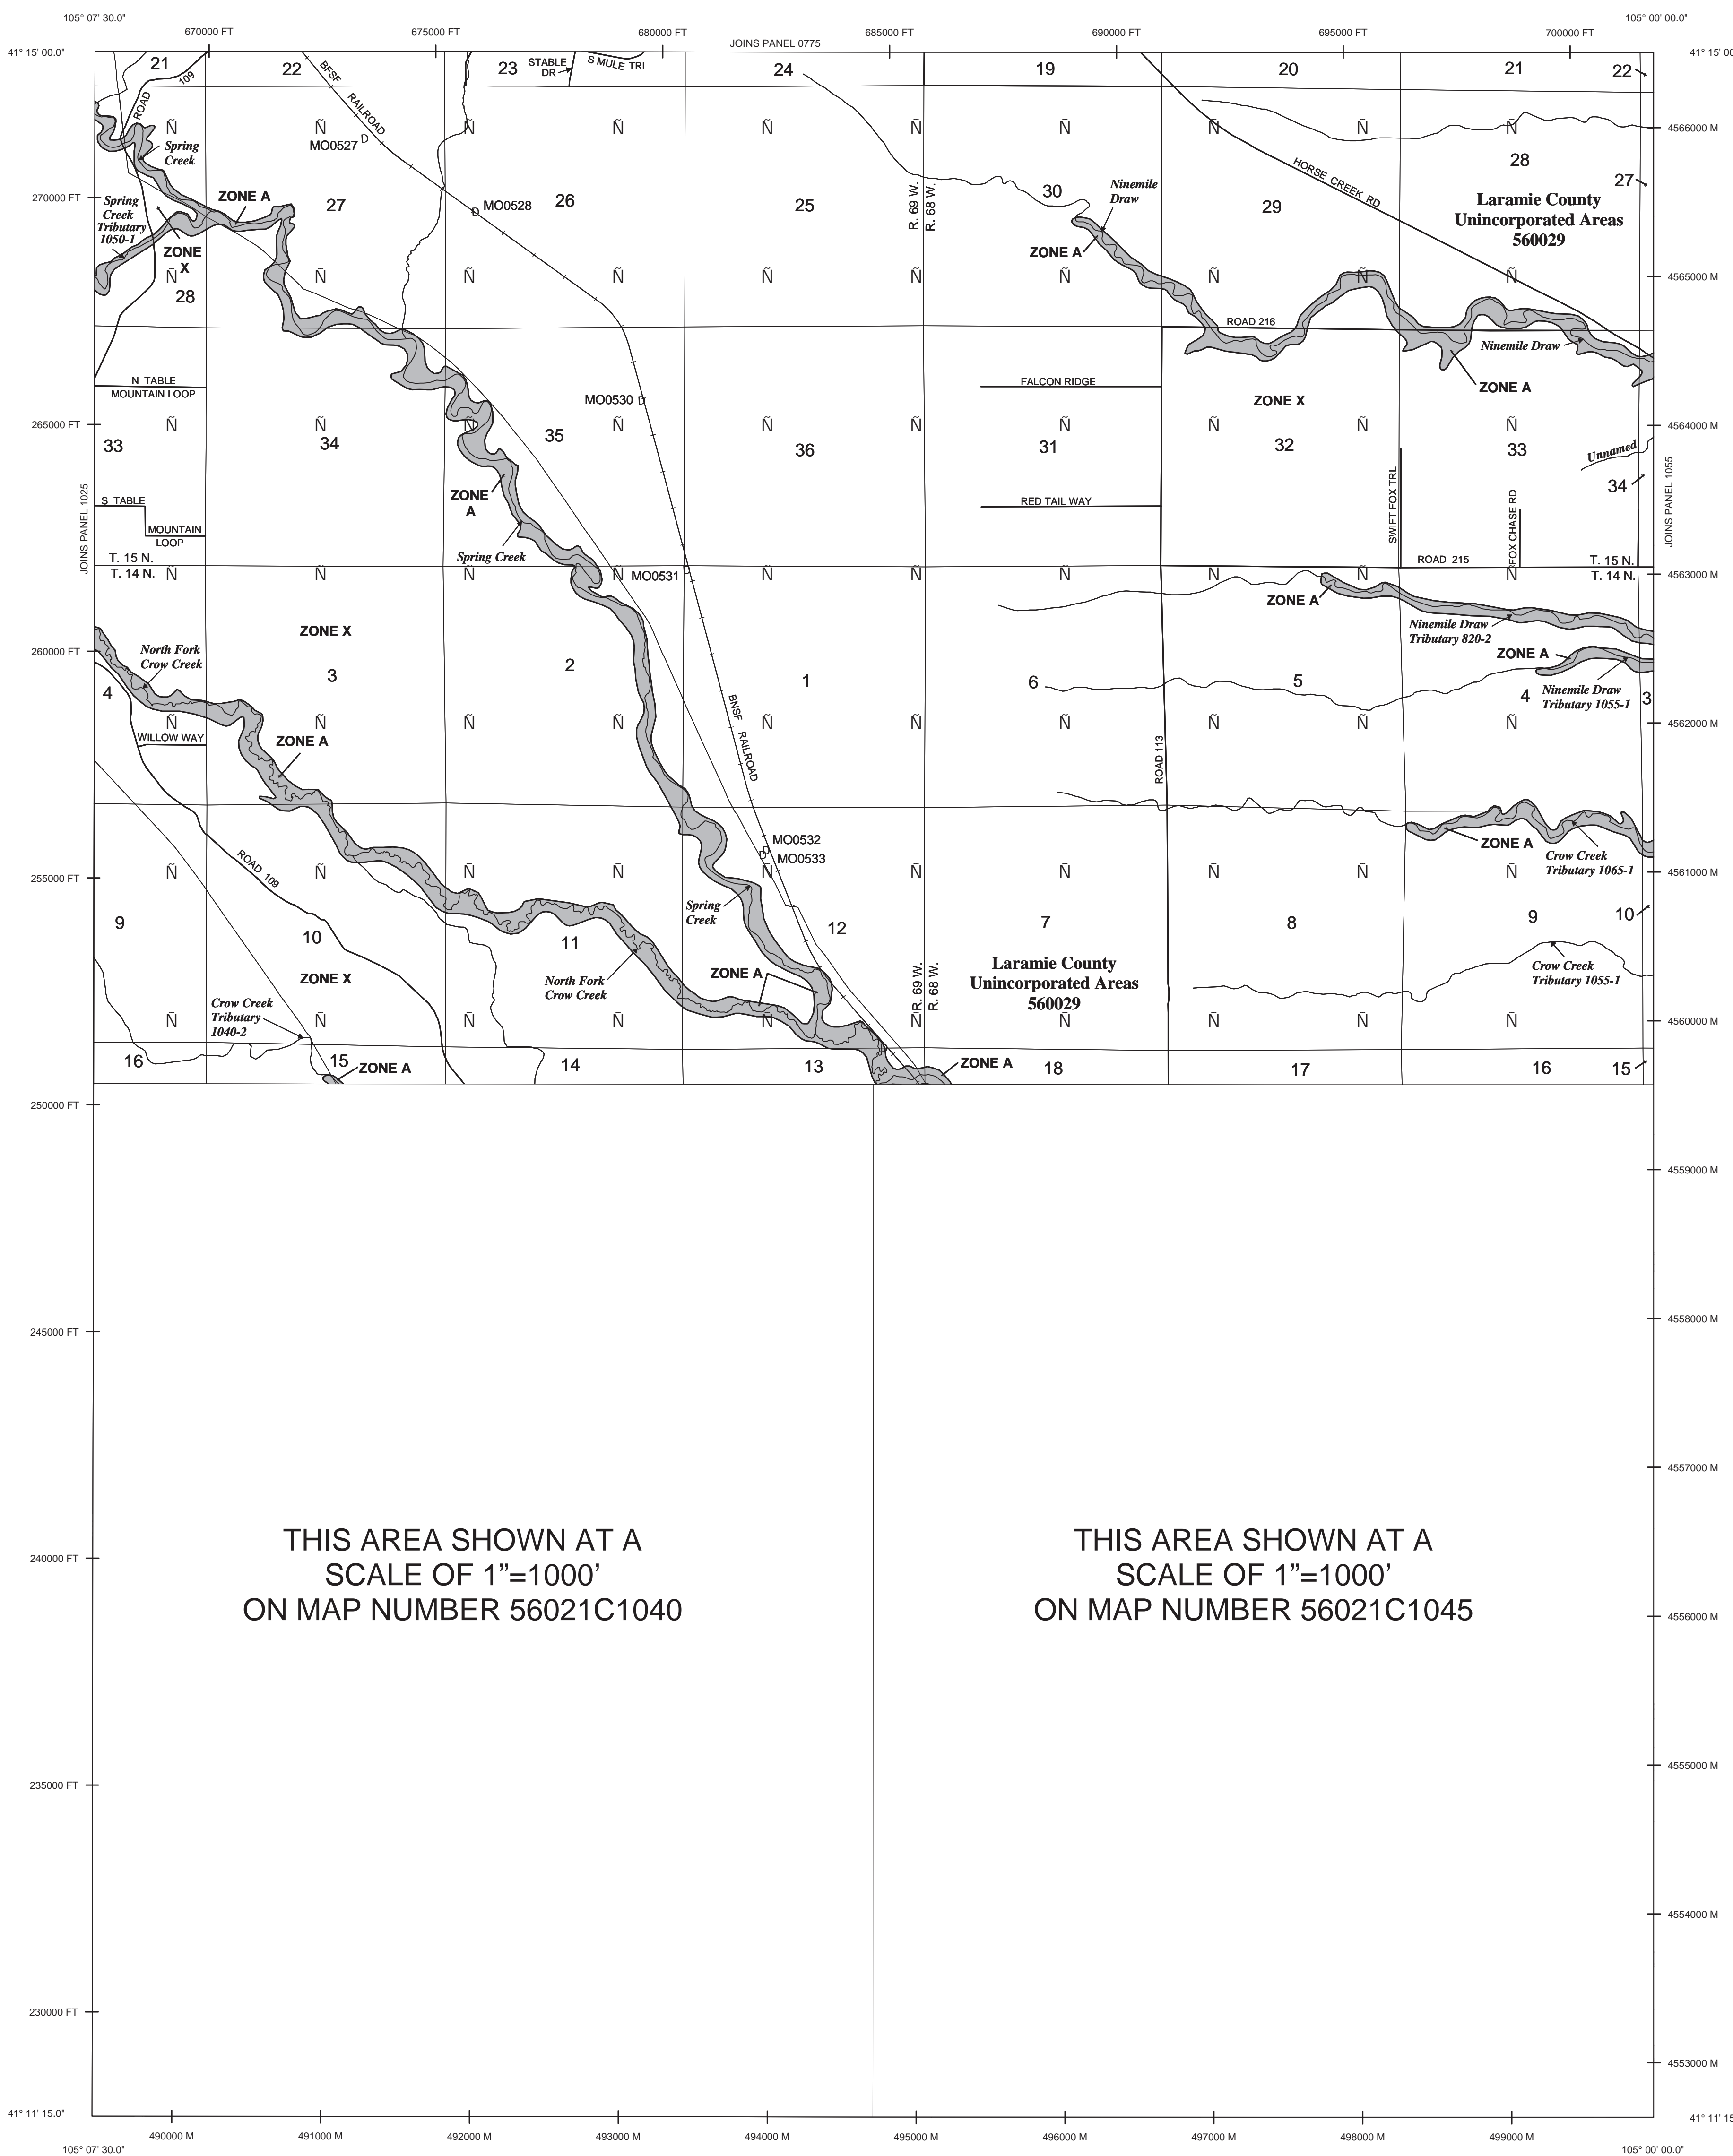 105° 07' 30.0"
105° 00' 00.0"
670000 FT
675000 FT
680000 FT
685000 FT
690000 FT
695000 FT
700000 FT
JOINS PANEL 0775
41° 15' 00.0"
41° 15' 00
21
22
23
STABLE
DR
S MULE TRL
24
19
20
21
22
ROAD
109
BFSF
RAILROAD
Ñ
Ñ
Ñ
Ñ
Ñ
Ñ
Ñ
Ñ
Ñ
Ñ
4566000 M
MO0527
D
Spring
Creek
HORSE CREEK RD
28
27
270000 FT
Spring
Creek
Tributary
1050-1
ZONE A
27
D
MO0528
26
25
R. 69 W.
R. 68 W.
30
Ninemile
Draw
29
Laramie County
Unincorporated Areas
560029
ZONE
X
ZONE A
28
Ñ
Ñ
Ñ
Ñ
Ñ
Ñ
Ñ
Ñ
Ñ
Ñ
4565000 M
ROAD 216
Ninemile Draw
ZONE A
N TABLE
MOUNTAIN LOOP
FALCON RIDGE
MO0530
D
ZONE X
265000 FT
Ñ
Ñ
Ñ
Ñ
Ñ
Ñ
Ñ
Ñ
Ñ
Ñ
4564000 M
33
34
35
36
31
32
33
Unnamed
34
JOINS PANEL 1025
JOINS PANEL 1055
ZONE
A
S TABLE
MOUNTAIN
LOOP
RED TAIL WAY
SWIFT FOX TRL
FOX CHASE RD
Spring Creek
T. 15 N.
T. 14 N.
ROAD 215
T. 15 N.
T. 14 N.
Ñ
Ñ
Ñ
Ñ
MO0531
D
Ñ
Ñ
Ñ
Ñ
Ñ
Ñ
4563000 M
ZONE A
Ninemile Draw
Tributary 820-2
ZONE X
260000 FT
North Fork
Crow Creek
4
3
2
1
6
5
ZONE A
4
Ninemile Draw
Tributary 1055-1
3
Ñ
Ñ
Ñ
Ñ
Ñ
Ñ
Ñ
Ñ
Ñ
Ñ
4562000 M
WILLOW WAY
ZONE A
BNSF
RAILROAD
ROAD 113
MO0532
D
MO0533
D
ZONE A
Crow Creek
Tributary 1065-1
255000 FT
ROAD 109
Ñ
Ñ
Ñ
Ñ
Ñ
Ñ
Ñ
Ñ
Ñ
Ñ
4561000 M
9
10
11
Spring
Creek
12
7
8
9
10
ZONE X
North Fork
Crow Creek
ZONE A
R. 69 W.
R. 68 W.
Laramie County
Unincorporated Areas
560029
Crow Creek
Tributary 1055-1
Crow Creek
Tributary
1040-2
Ñ
Ñ
Ñ
Ñ
Ñ
Ñ
Ñ
Ñ
Ñ
Ñ
4560000 M
16
15
ZONE A
14
13
ZONE A
18
17
16
15
250000 FT
4559000 M
245000 FT
4558000 M
4557000 M
THIS AREA SHOWN AT A
SCALE OF 1”=1000’
ON MAP NUMBER 56021C1040
THIS AREA SHOWN AT A
SCALE OF 1”=1000’
ON MAP NUMBER 56021C1045
240000 FT
4556000 M
4555000 M
235000 FT
4554000 M
230000 FT
4553000 M
41° 11' 15.0"
41° 11' 15
490000 M
491000 M
492000 M
493000 M
494000 M
495000 M
496000 M
497000 M
498000 M
499000 M
105° 07' 30.0"
105° 00' 00.0"